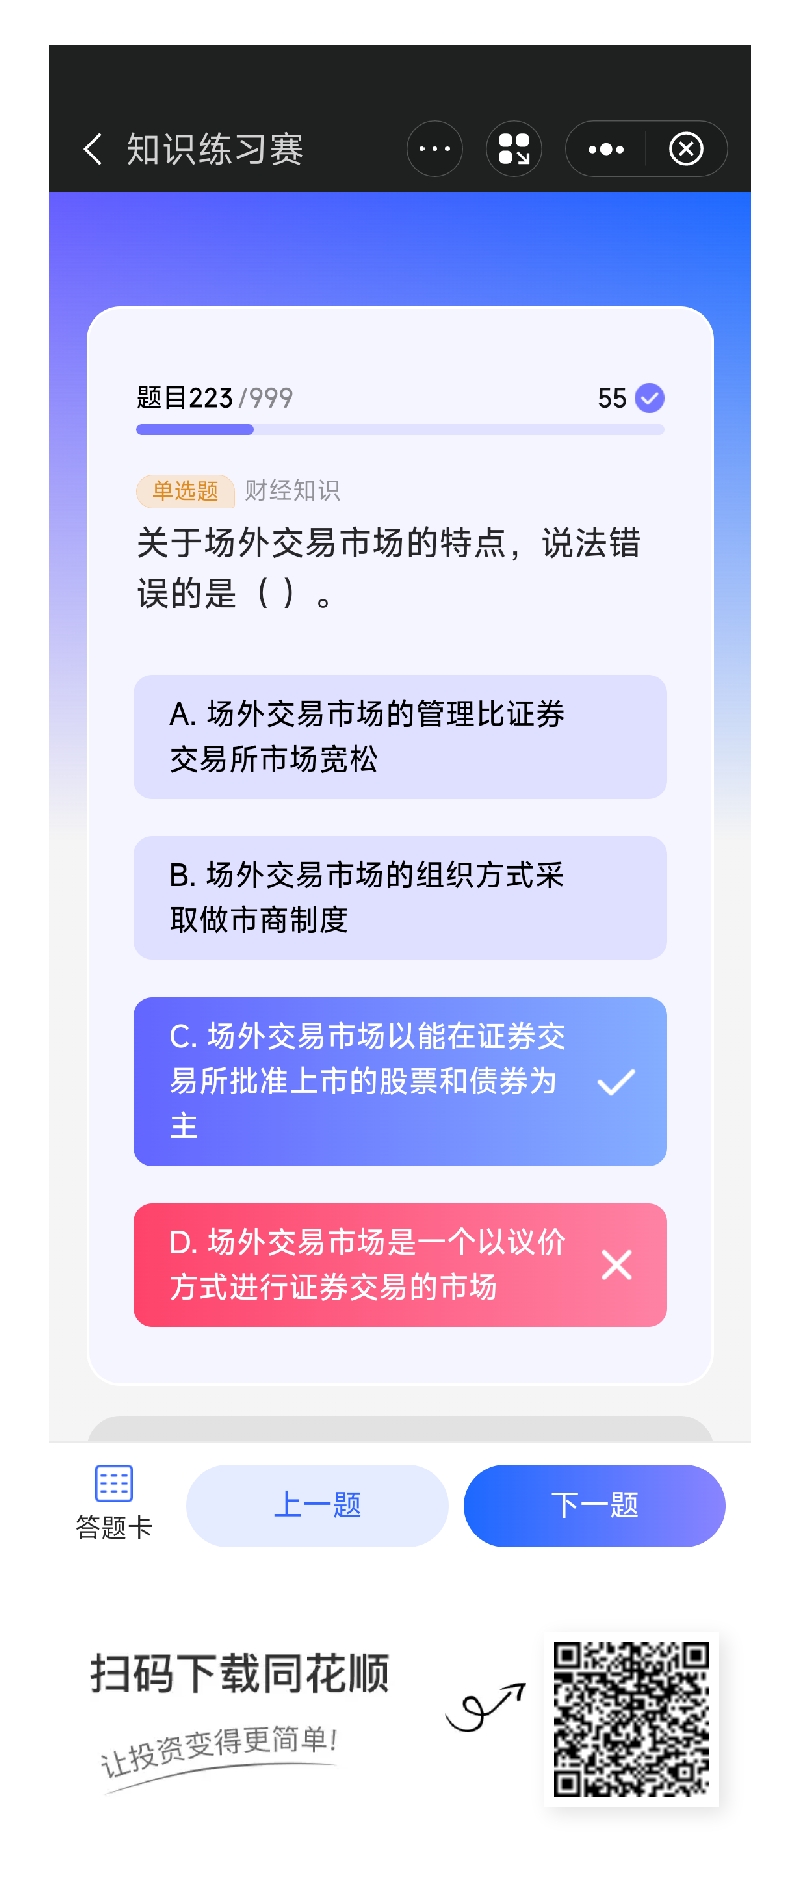 知识练习赛
题目223/999 55
单选题 财经知识
关于场外交易市场的特点，说法错
误的是（ ）。
A. 场外交易市场的管理比证券
交易所市场宽松
B. 场外交易市场的组织方式采
取做市商制度
C. 场外交易市场以能在证券交
易所批准上市的股票和债券为
主
D. 场外交易市场是一个以议价
方式进行证券交易的市场
答题卡
上一题
下一题
扫码下载同花顺
让投资变得更简单!